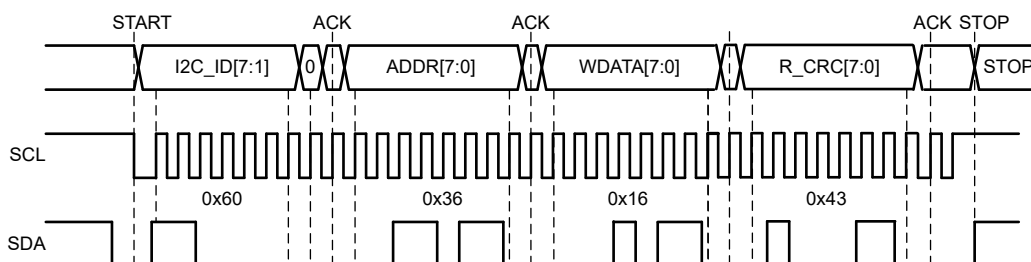 START ACK ACK ACK STOP
I2C_ID[7:1] 0 ADDR[7:0] WDATA[7:0] R_CRC[7:0] STOP
SCL
0x60 0x36 0x16 0x43
SDA